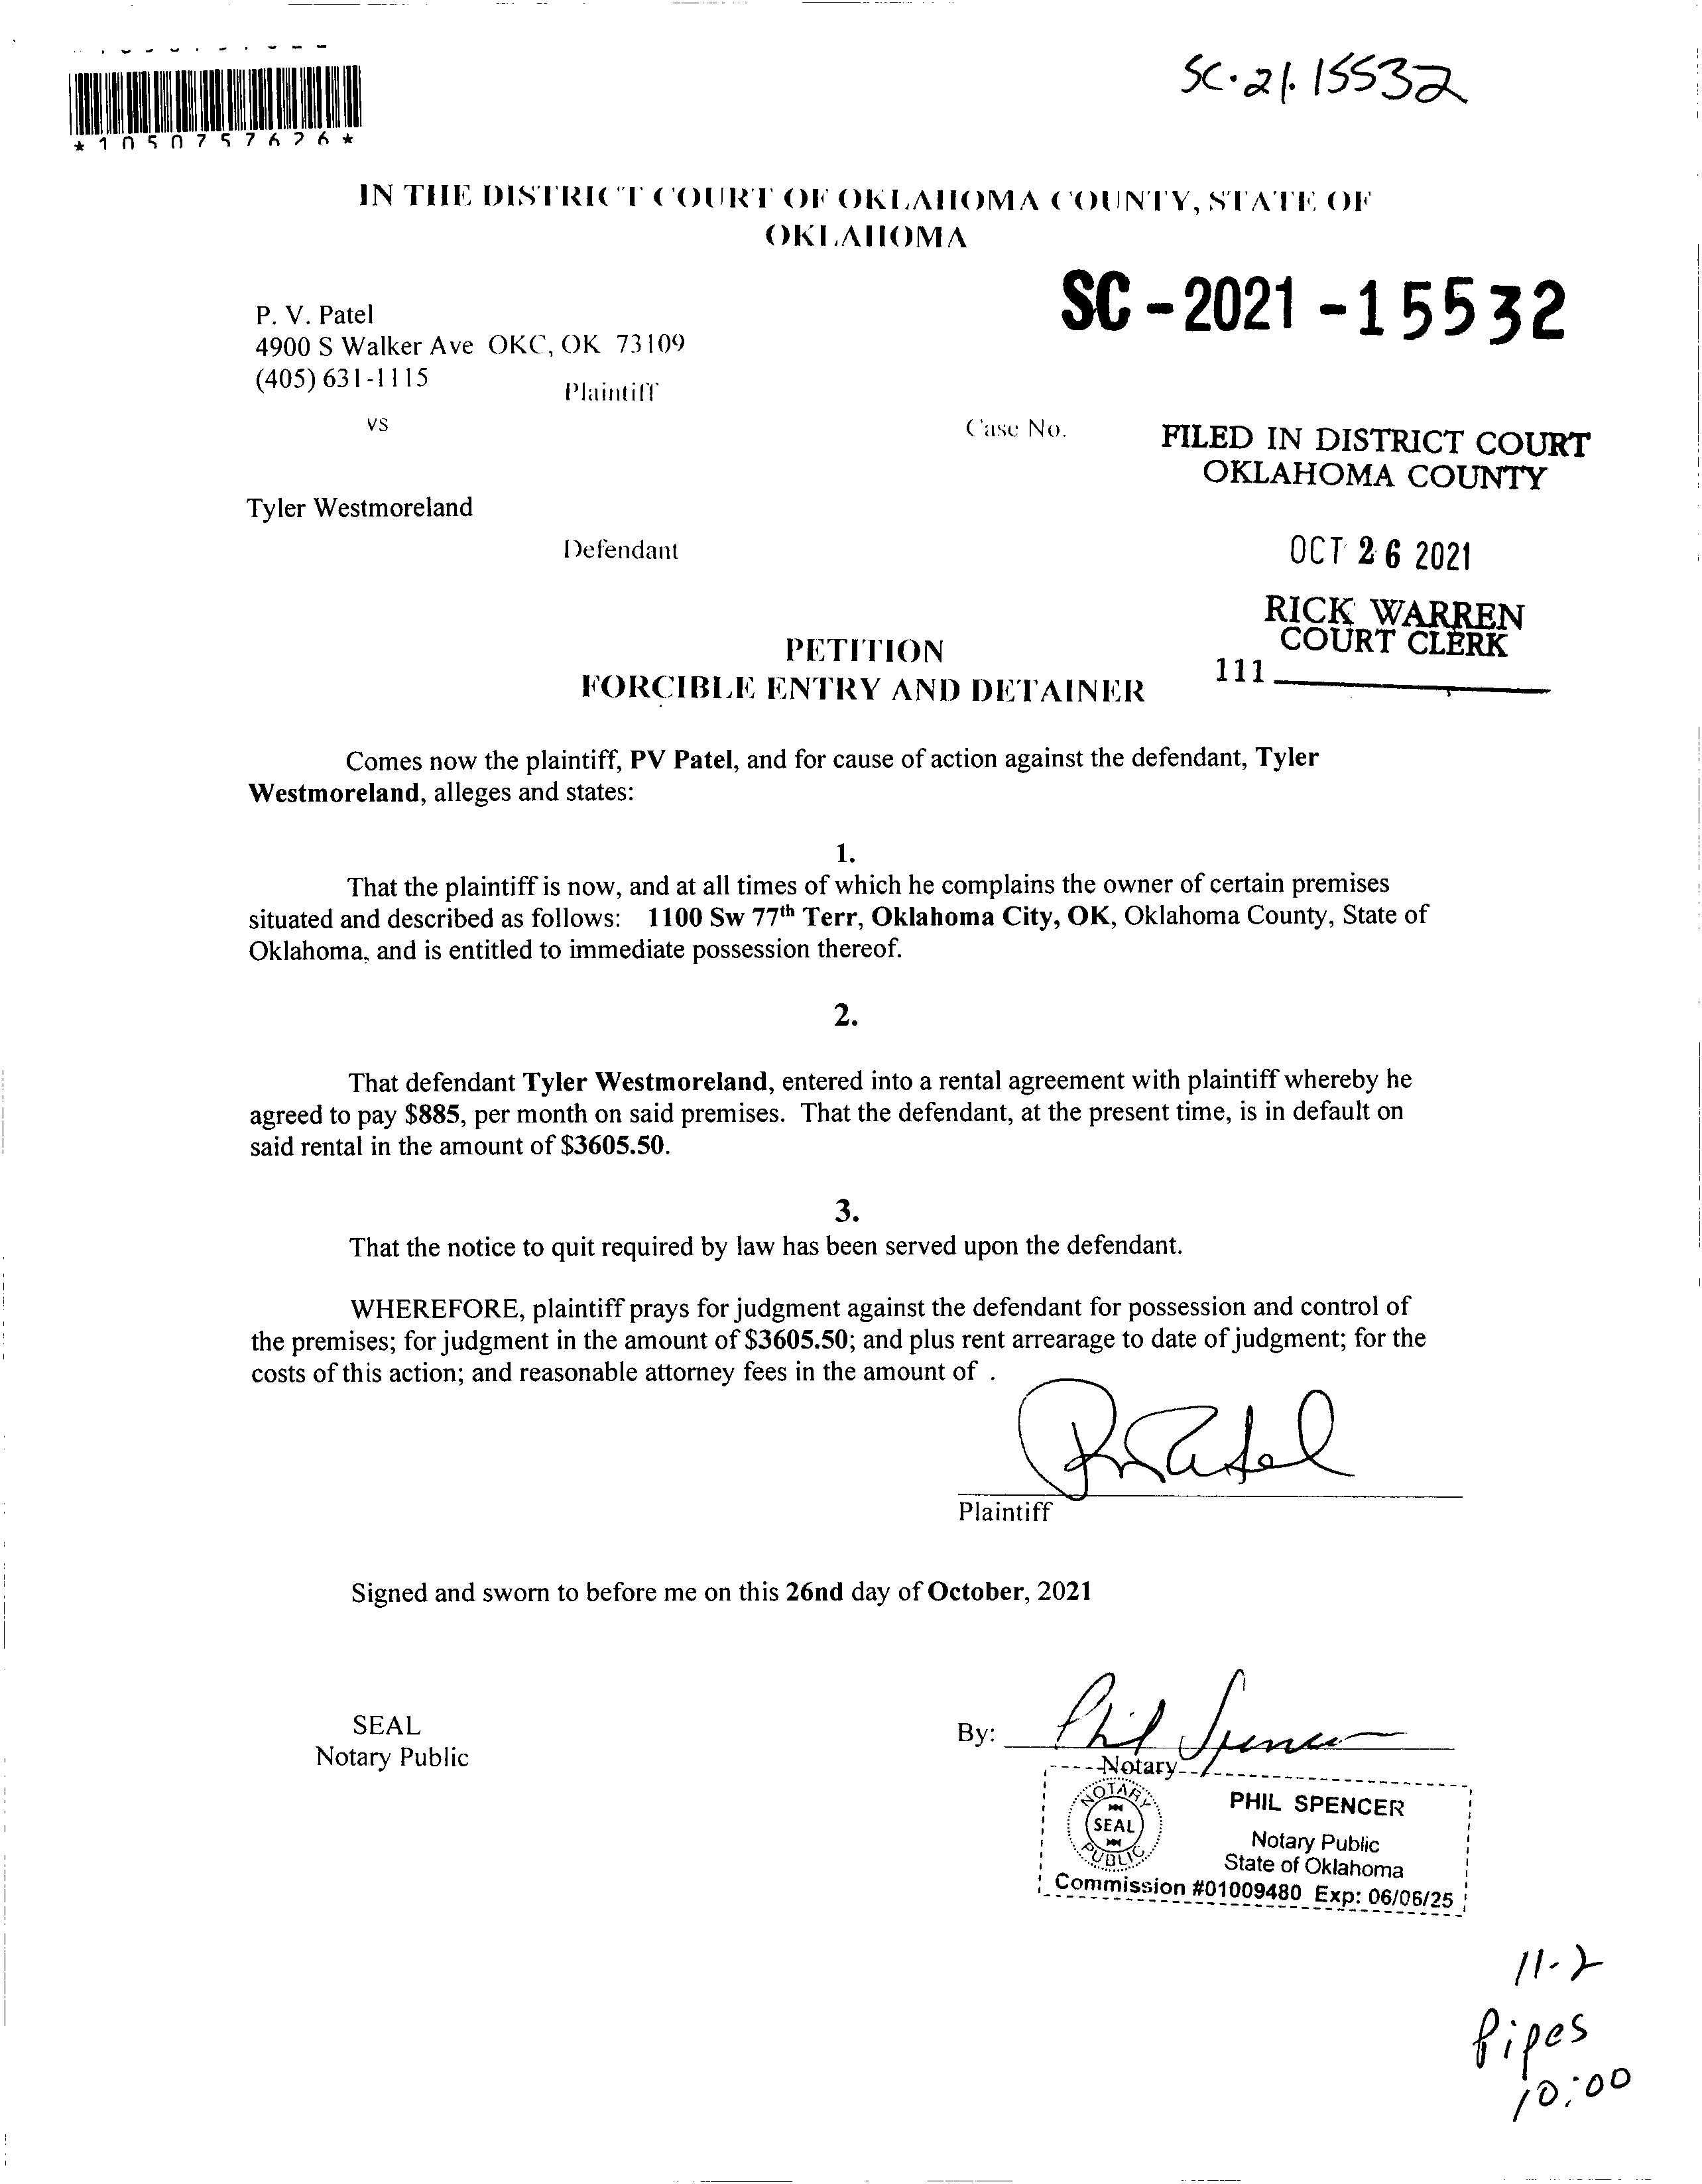 SC-21-15532
*1050757626*
IN THE DISTRICT COURT OF OKLAHOMA COUNTY, STATE OF
OKLAHOMA
SC-2021-15532
P. V. Patel
4900 S Walker Ave OKC, OK 73109
(405) 631-1115
Plaintiff
vs
Case No.
FILED IN DISTRICT COURT
OKLAHOMA COUNTY
Tyler Westmoreland
Defendant
OCT 26 2021
RICK WARREN
COURT CLERK
111
PETITION
FORCIBLE ENTRY AND DETAINER
Comes now the plaintiff, PV Patel, and for cause of action against the defendant, Tyler
Westmoreland, alleges and states:
1.
That the plaintiff is now, and at all times of which he complains the owner of certain premises
situated and described as follows: 1100 Sw 77th Terr, Oklahoma City, OK, Oklahoma County, State of
Oklahoma, and is entitled to immediate possession thereof.
2.
That defendant Tyler Westmoreland, entered into a rental agreement with plaintiff whereby he
agreed to pay $885, per month on said premises. That the defendant, at the present time, is in default on
said rental in the amount of $3605.50.
3.
That the notice to quit required by law has been served upon the defendant.
WHEREFORE, plaintiff prays for judgment against the defendant for possession and control of
the premises; for judgment in the amount of $3605.50; and plus rent arrearage to date of judgment; for the
costs of this action; and reasonable attorney fees in the amount of .
Plaintiff
Signed and sworn to before me on this 26nd day of October, 2021
SEAL
Notary Public
By: Phil Spencer
Notary
NOTARY
SEAL
PUBLIC
PHIL SPENCER
Notary Public
State of Oklahoma
Commission #01009480 Exp: 06/06/25
11-2
Pipes
10:00